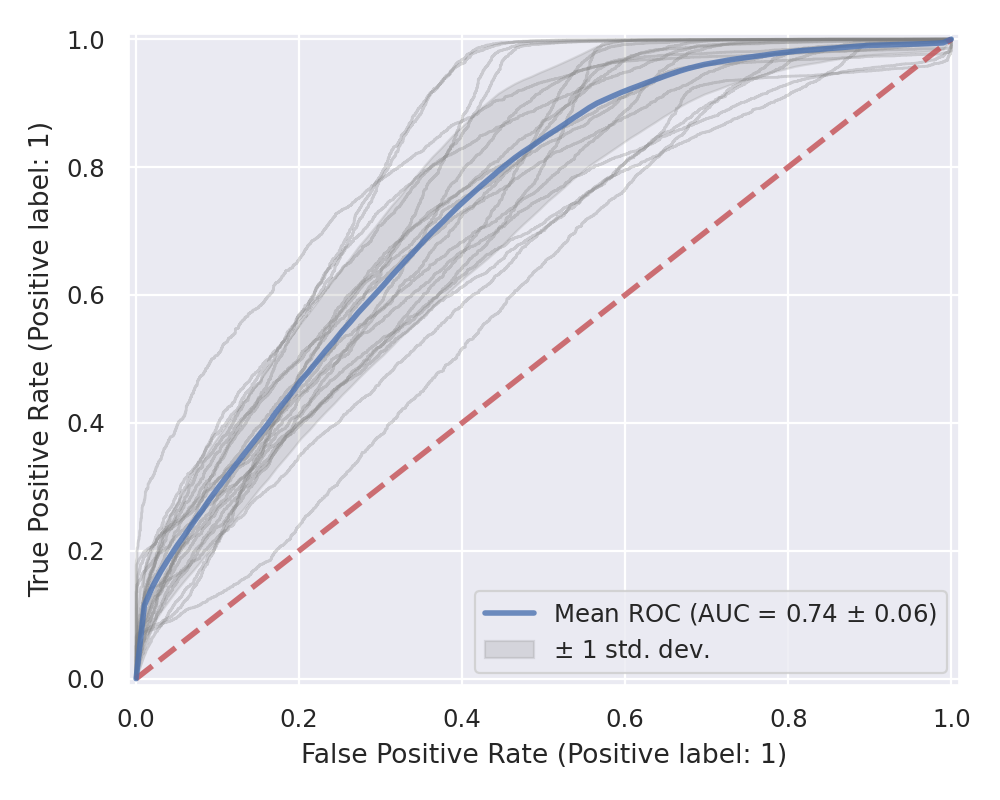 1.0
0.8
0.6
0.4
0.2
0.0
True Positive Rate (Positive label: 1)
Mean ROC (AUC = 0.74 ± 0.06)
± 1 std. dev.
0.0 0.2 0.4 0.6 0.8 1.0
False Positive Rate (Positive label: 1)